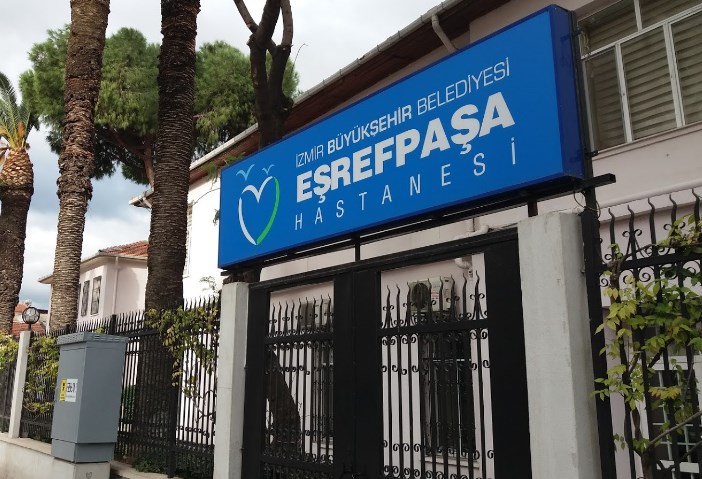 İZMİR BÜYÜKŞEHİR BELEDİYESİ
EŞREFPAŞA
HASTANESİ